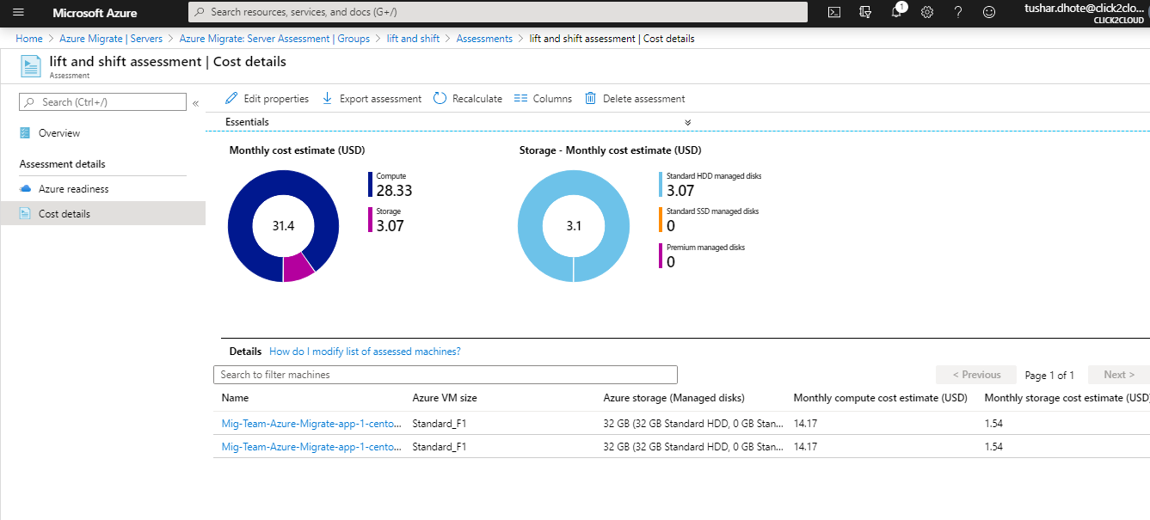 Microsoft Azure
Search resources, services, and docs (G+/)
1
tushar.dhote@click2clo...
CLICK2CLOUD
Home > Azure Migrate | Servers > Azure Migrate: Server Assessment | Groups > lift and shift > Assessments > lift and shift assessment | Cost details
lift and shift assessment | Cost details
Assessment
Search (Ctrl+/)
«
Overview
Assessment details
Azure readiness
Cost details
Edit properties
Export assessment
Recalculate
Columns
Delete assessment
Essentials
Monthly cost estimate (USD)
31.4
Compute
28.33
Storage
3.07
Storage - Monthly cost estimate (USD)
3.1
Standard HDD managed disks
3.07
Standard SSD managed disks
0
Premium managed disks
0
Details How do I modify list of assessed machines?
Search to filter machines
< Previous Page 1 of 1 Next >
Name Azure VM size Azure storage (Managed disks) Monthly compute cost estimate (USD) Monthly storage cost estimate (USD)
Mig-Team-Azure-Migrate-app-1-cento... Standard_F1 32 GB (32 GB Standard HDD, 0 GB Stan... 14.17 1.54
Mig-Team-Azure-Migrate-app-1-cento... Standard_F1 32 GB (32 GB Standard HDD, 0 GB Stan... 14.17 1.54